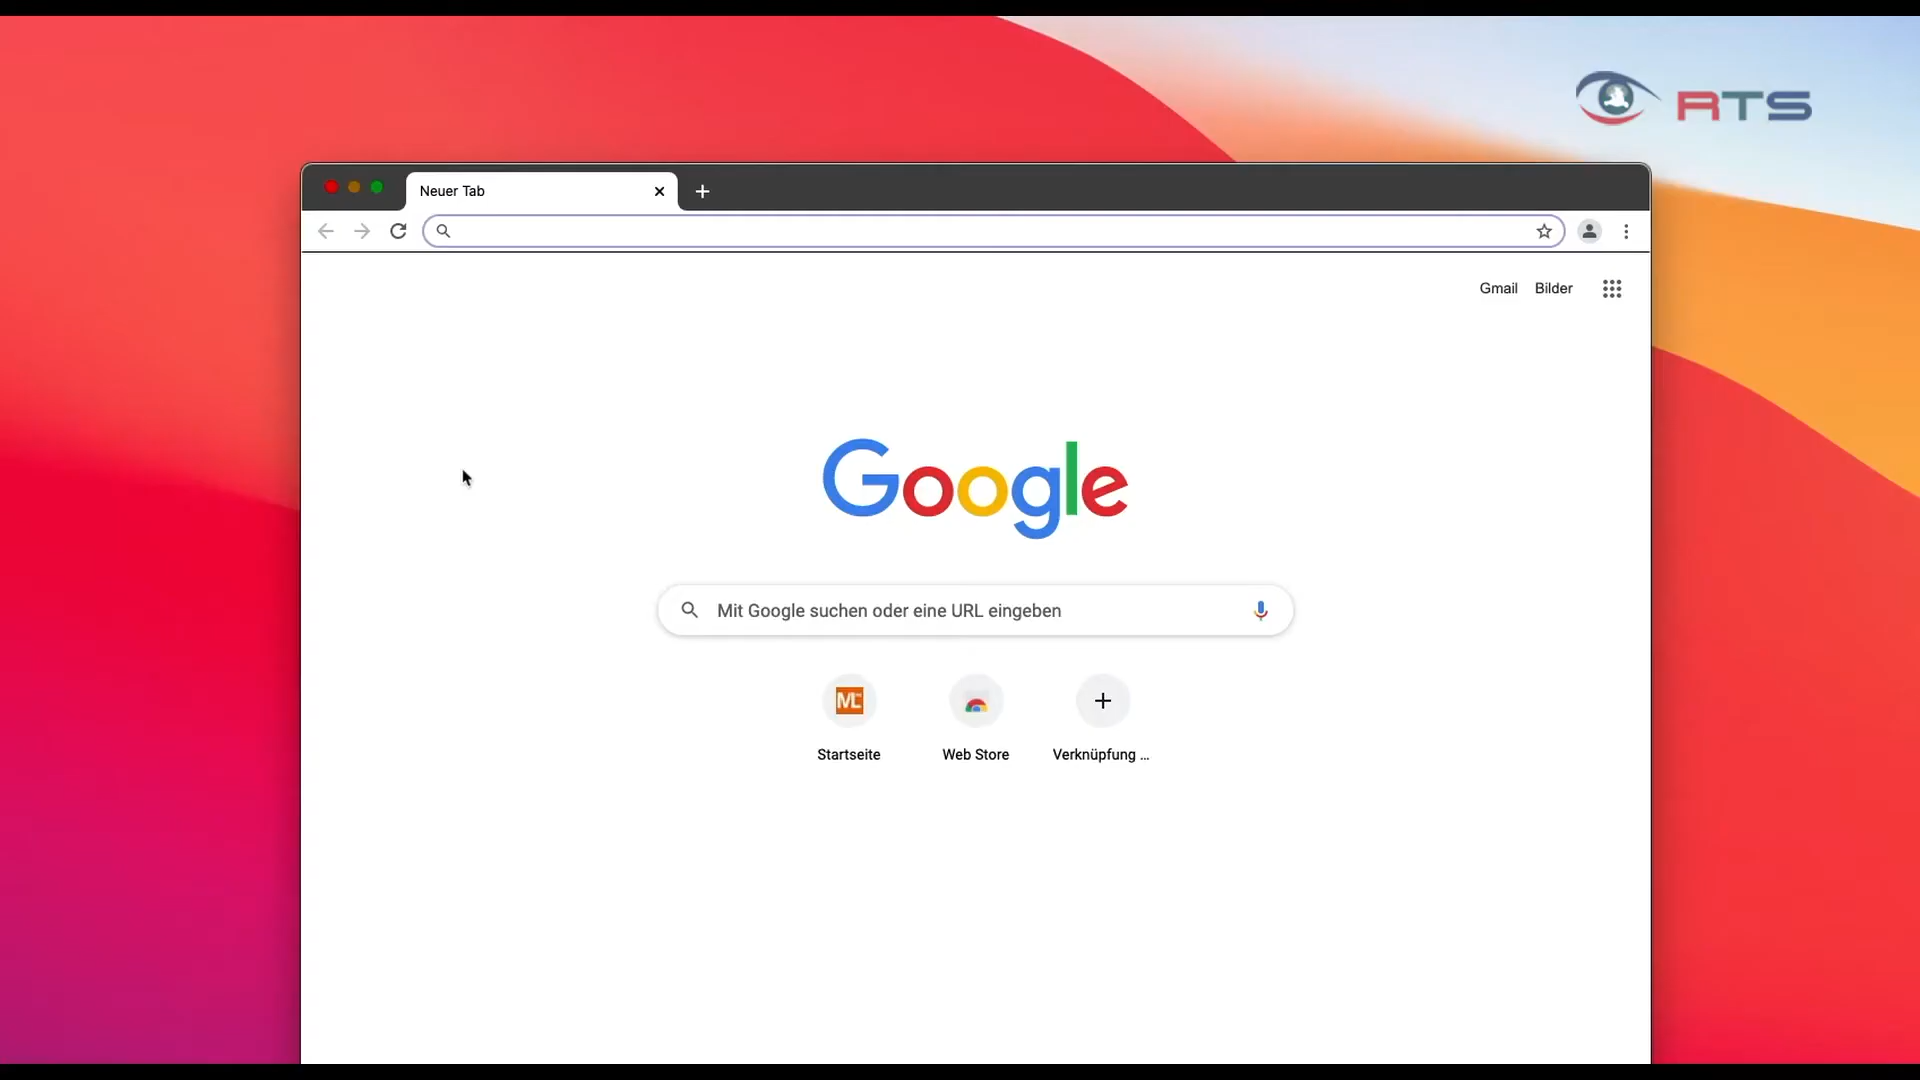 RTS
Neuer Tab
Gmail Bilder
Google
Mit Google suchen oder eine URL eingeben
Startseite Web Store Verknüpfung ...